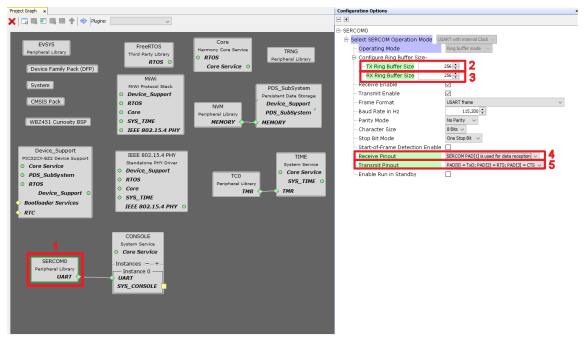 Project Graph
Plugins:
EVSYS
Peripheral Library
Device Family Pack (DFP)
System
CMSIS Pack
WBZ451 Curiosity BSP
FreeRTOS
Third Party Library
RTOS
MiWi
MiWi Protocol Stack
Device_Support
RTOS
Core
SYS_TIME
IEEE 802.15.4 PHY
Core
Harmony Core Service
RTOS
Core Service
TRNG
Peripheral Library
NVM
Peripheral Library
MEMORY
PDS_SubSystem
Persistent Data Storage
Device_Support
PDS_SubSystem
MEMORY
Device_Support
PIC32CX-BZ2 Device Support
Core Service
PDS_SubSystem
RTOS
Device_Support
Bootloader Services
RTC
IEEE 802.15.4 PHY
Standalone PHY Driver
Device_Support
RTOS
Core
SYS_TIME
IEEE 802.15.4 PHY
TC0
Peripheral Library
TMR
TIME
System Service
Core Service
SYS_TIME
TMR
1
SERCOM0
Peripheral Library
UART
CONSOLE
System Service
Core Service
Instances
Instance 0
UART
SYS_CONSOLE
Configuration Options
SERCOM0
Select SERCOM Operation Mode USART with internal Clock
Operating Mode Ring buffer mode
Configure Ring Buffer Size-
TX Ring Buffer Size 256 2
RX Ring Buffer Size 256 3
Receive Enable
Transmit Enable
Frame Format USART frame
Baud Rate in Hz 115,200
Parity Mode No Parity
Character Size 8 Bits
Stop Bit Mode One Stop Bit
Start-of-Frame Detection Enable
Receive Pinout SERCOM PAD[1] is used for data reception 4
Transmit Pinout PAD[0] = TxD; PAD[2] = RTS; PAD[3] = CTS 5
Enable Run in Standby